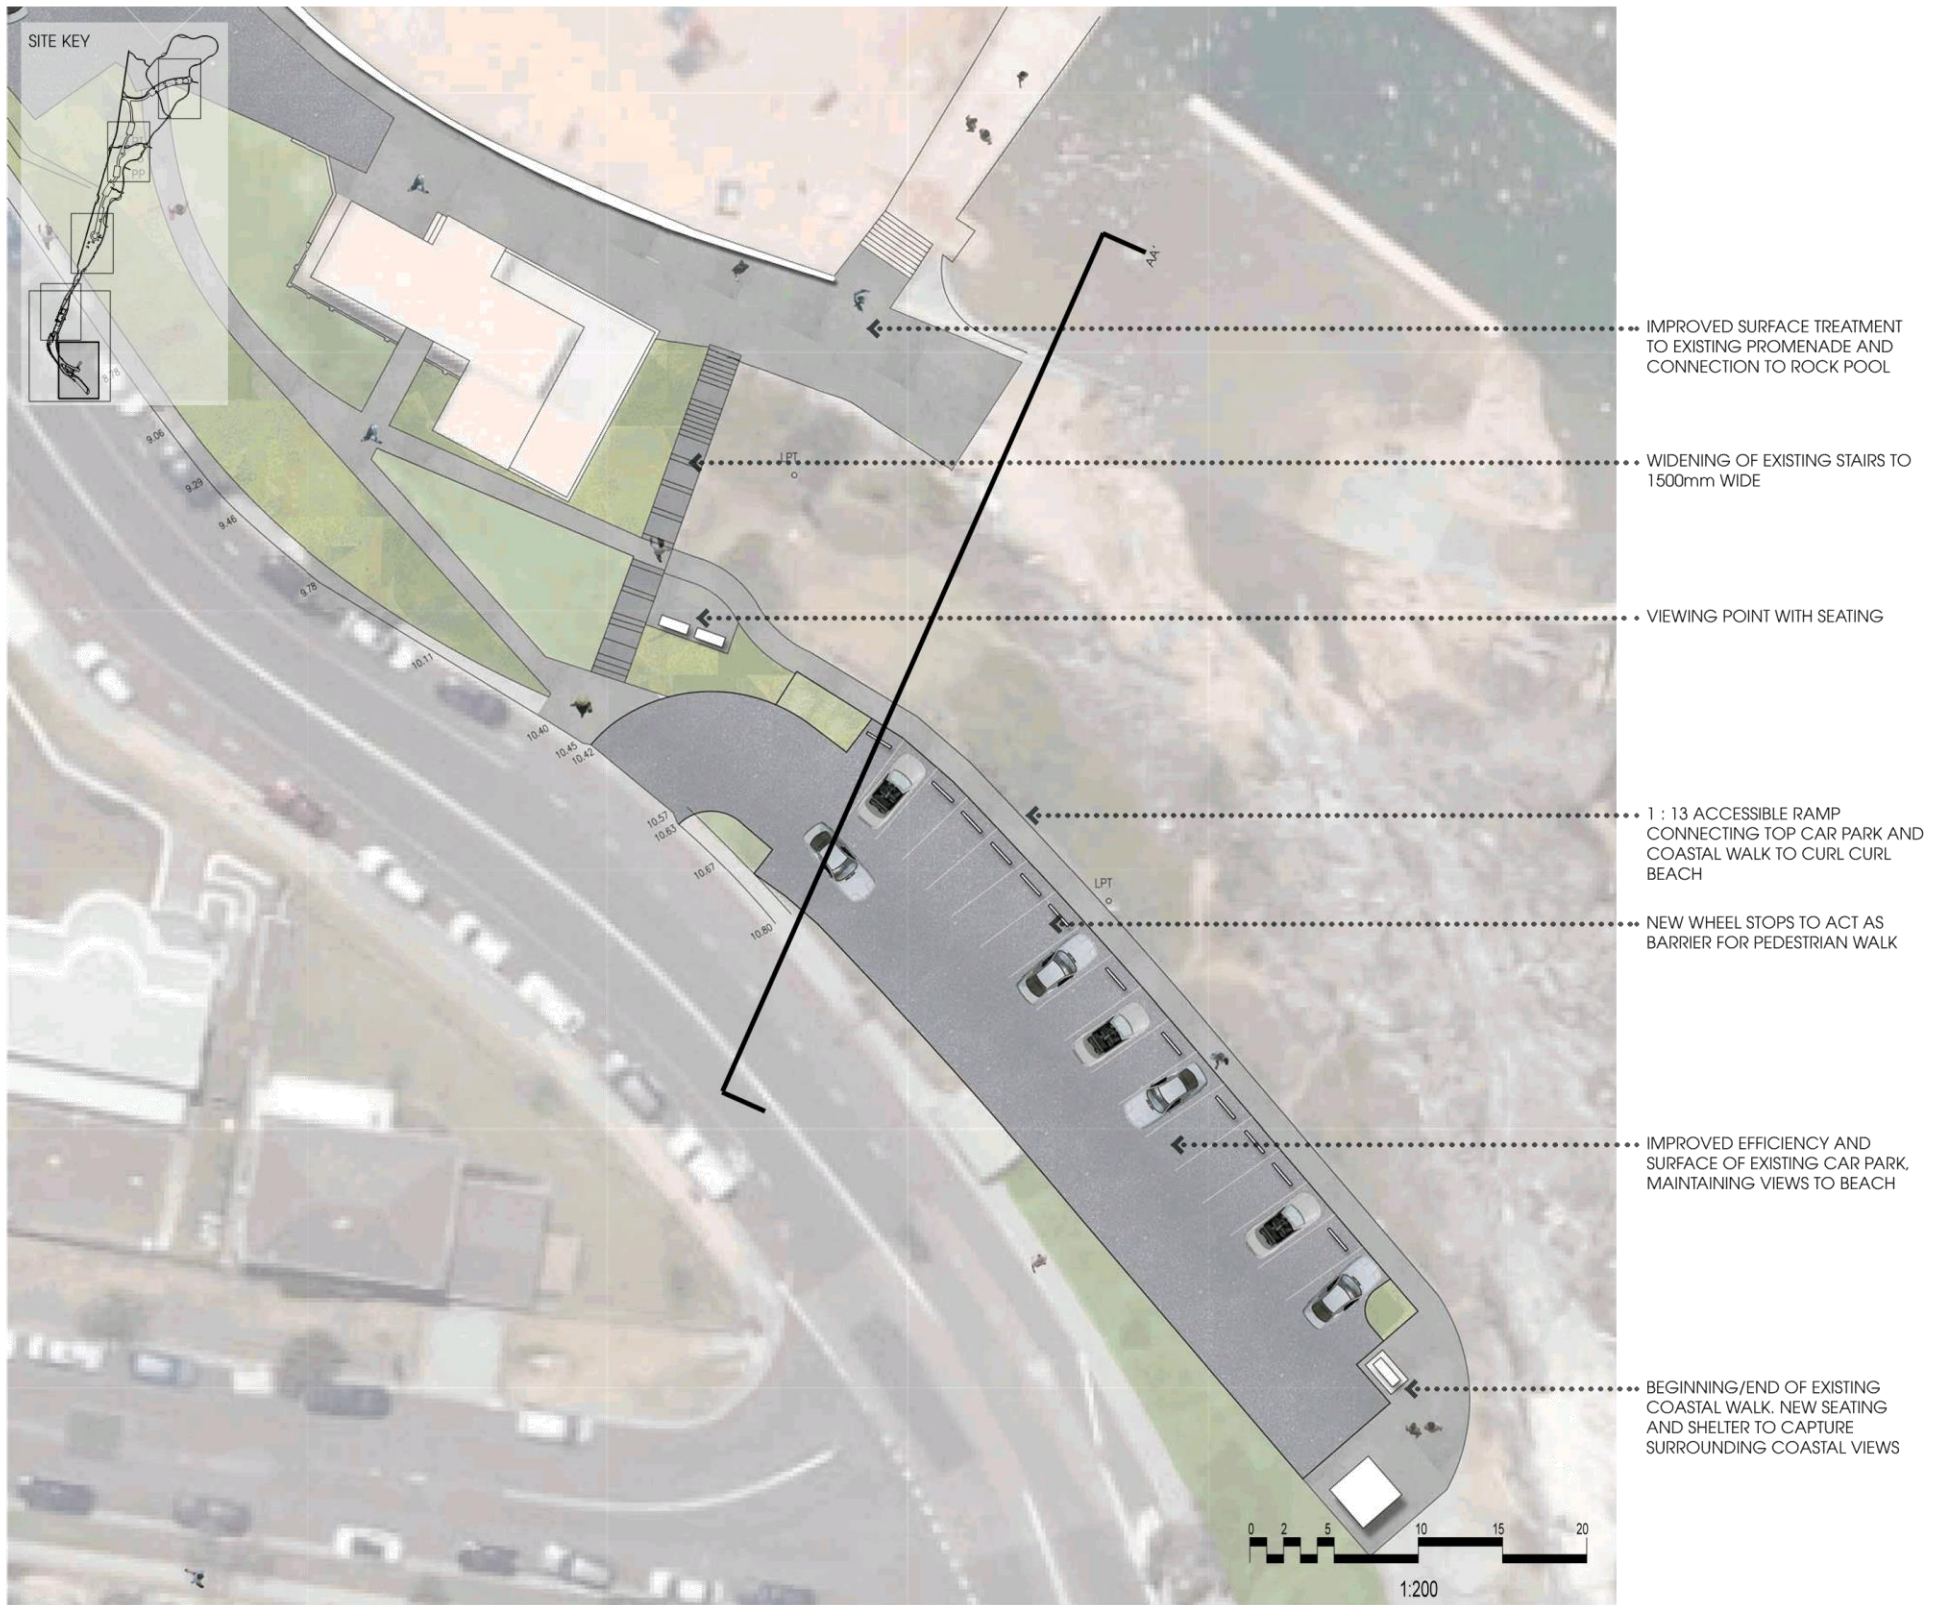 SITE KEY
PT
PP
8.78
9.06
9.29
9.46
9.78
10.11
10.40
10.45
10.42
10.57
10.63
10.67
10.80
AA'
LPT
LPT
IMPROVED SURFACE TREATMENT
TO EXISTING PROMENADE AND
CONNECTION TO ROCK POOL
WIDENING OF EXISTING STAIRS TO
1500mm WIDE
VIEWING POINT WITH SEATING
1 : 13 ACCESSIBLE RAMP
CONNECTING TOP CAR PARK AND
COASTAL WALK TO CURL CURL
BEACH
NEW WHEEL STOPS TO ACT AS
BARRIER FOR PEDESTRIAN WALK
IMPROVED EFFICIENCY AND
SURFACE OF EXISTING CAR PARK,
MAINTAINING VIEWS TO BEACH
BEGINNING/END OF EXISTING
COASTAL WALK. NEW SEATING
AND SHELTER TO CAPTURE
SURROUNDING COASTAL VIEWS
0 2 5 10 15 20
1:200